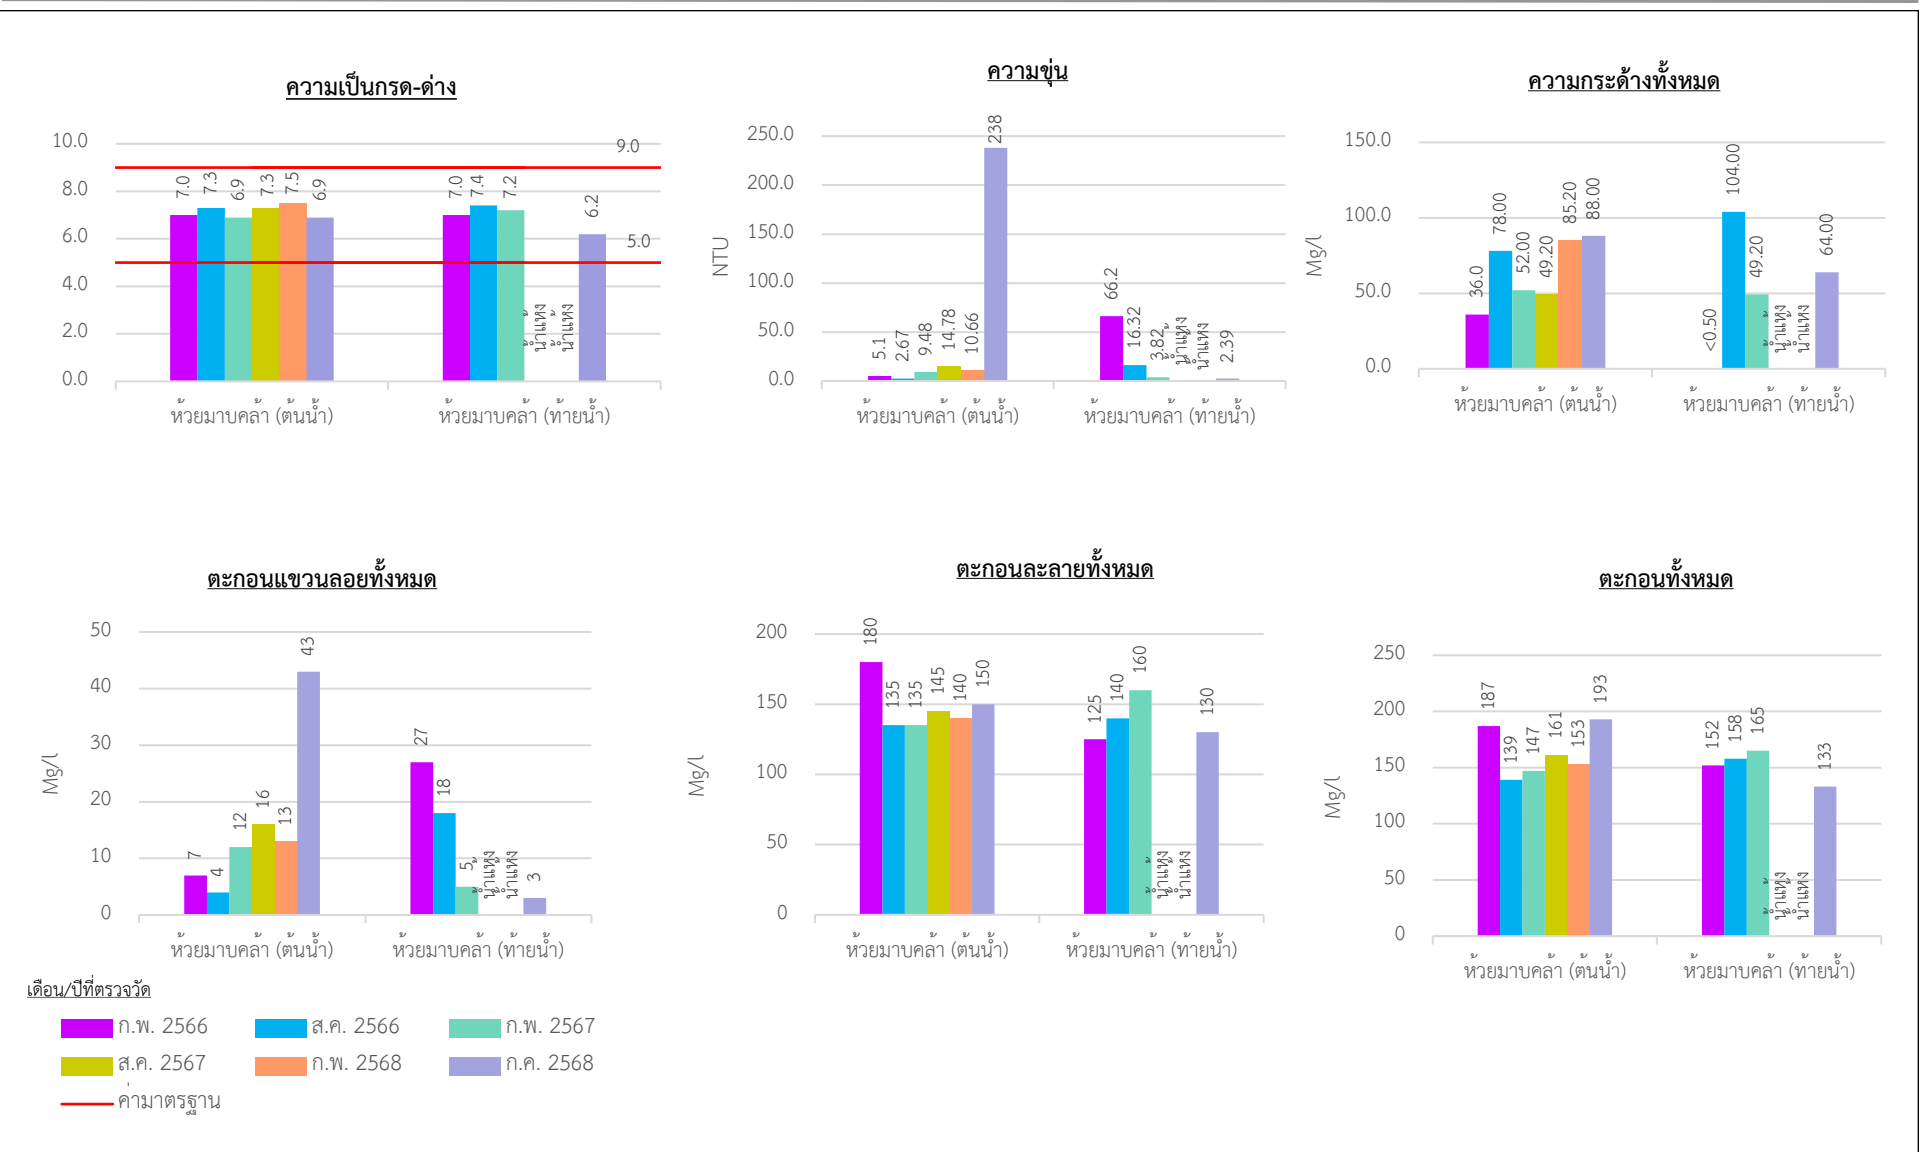 ความเป็นกรด-ด่าง
10.0
8.0
6.0
4.0
2.0
0.0
7.0
7.3
6.9
7.3
7.5
6.9
7.0
7.4
7.2
น้ำแห้ง
น้ำแห้ง
6.2
9.0
5.0
ห้วยมาบคล้า (ต้นน้ำ)
ห้วยมาบคล้า (ท้ายน้ำ)
ความขุ่น
NTU
250.0
200.0
150.0
100.0
50.0
0.0
5.1
2.67
9.48
14.78
10.66
238
66.2
16.32
3.82
น้ำแห้ง
น้ำแห้ง
2.39
ห้วยมาบคล้า (ต้นน้ำ)
ห้วยมาบคล้า (ท้ายน้ำ)
ความกระด้างทั้งหมด
Mg/l
150.0
100.0
50.0
0.0
36.0
78.00
52.00
49.20
85.20
88.00
<0.50
104.00
49.20
น้ำแห้ง
น้ำแห้ง
64.00
ห้วยมาบคล้า (ต้นน้ำ)
ห้วยมาบคล้า (ท้ายน้ำ)
ตะกอนแขวนลอยทั้งหมด
Mg/l
50
40
30
20
10
0
7
4
12
16
13
43
27
18
5
น้ำแห้ง
น้ำแห้ง
3
ห้วยมาบคล้า (ต้นน้ำ)
ห้วยมาบคล้า (ท้ายน้ำ)
ตะกอนละลายทั้งหมด
Mg/l
200
150
100
50
0
180
135
135
145
140
150
125
140
160
น้ำแห้ง
น้ำแห้ง
130
ห้วยมาบคล้า (ต้นน้ำ)
ห้วยมาบคล้า (ท้ายน้ำ)
ตะกอนทั้งหมด
Mg/l
250
200
150
100
50
0
187
139
147
161
153
193
152
158
165
น้ำแห้ง
น้ำแห้ง
133
ห้วยมาบคล้า (ต้นน้ำ)
ห้วยมาบคล้า (ท้ายน้ำ)
เดือน/ปีที่ตรวจวัด
ก.พ. 2566
ส.ค. 2566
ก.พ. 2567
ส.ค. 2567
ก.พ. 2568
ก.ค. 2568
ค่ามาตรฐาน